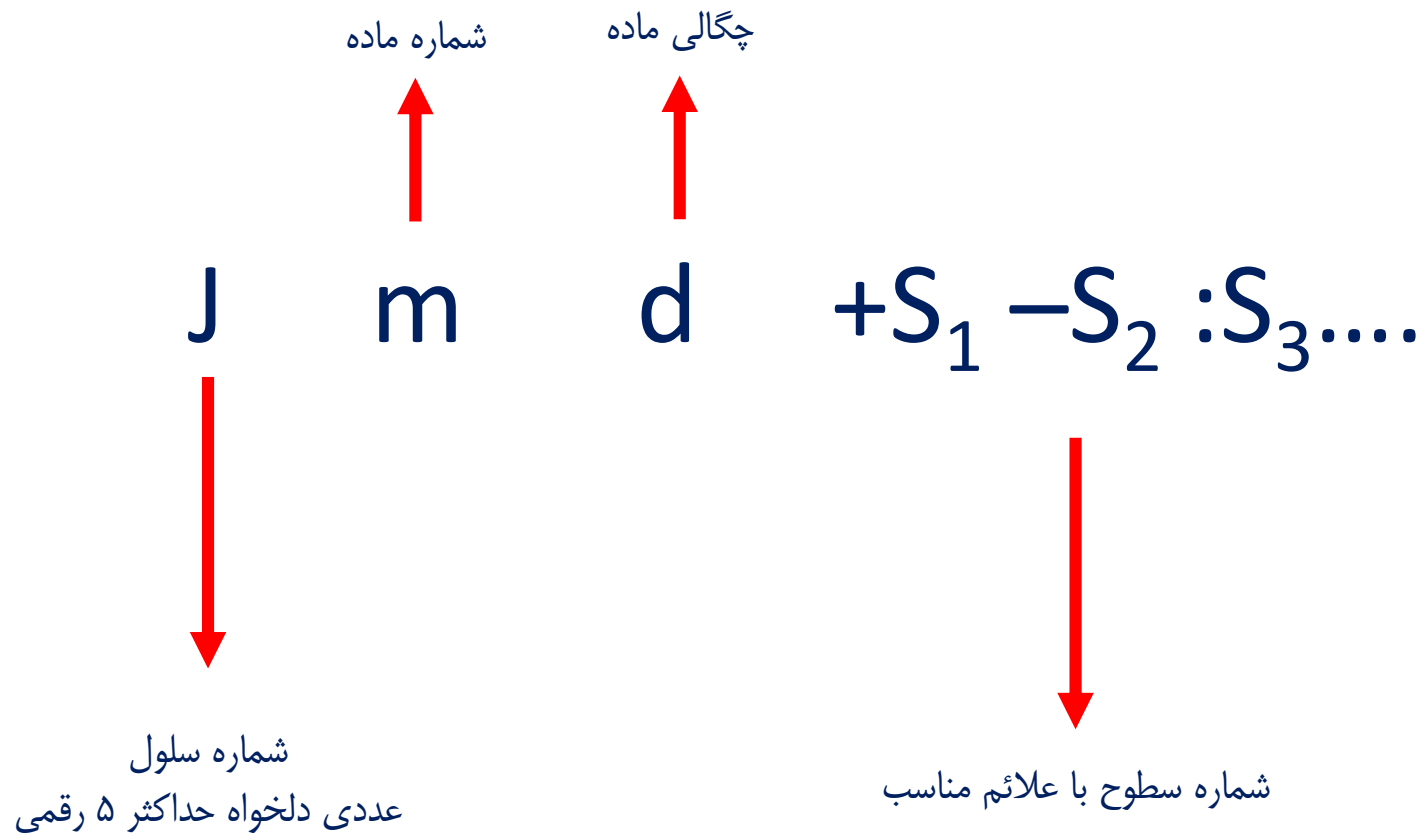 شماره ماده
چگالی ماده
J m d +S₁ –S₂ :S₃....
شماره سلول
عددی دلخواه حداکثر ۵ رقمی
شماره سطوح با علائم مناسب